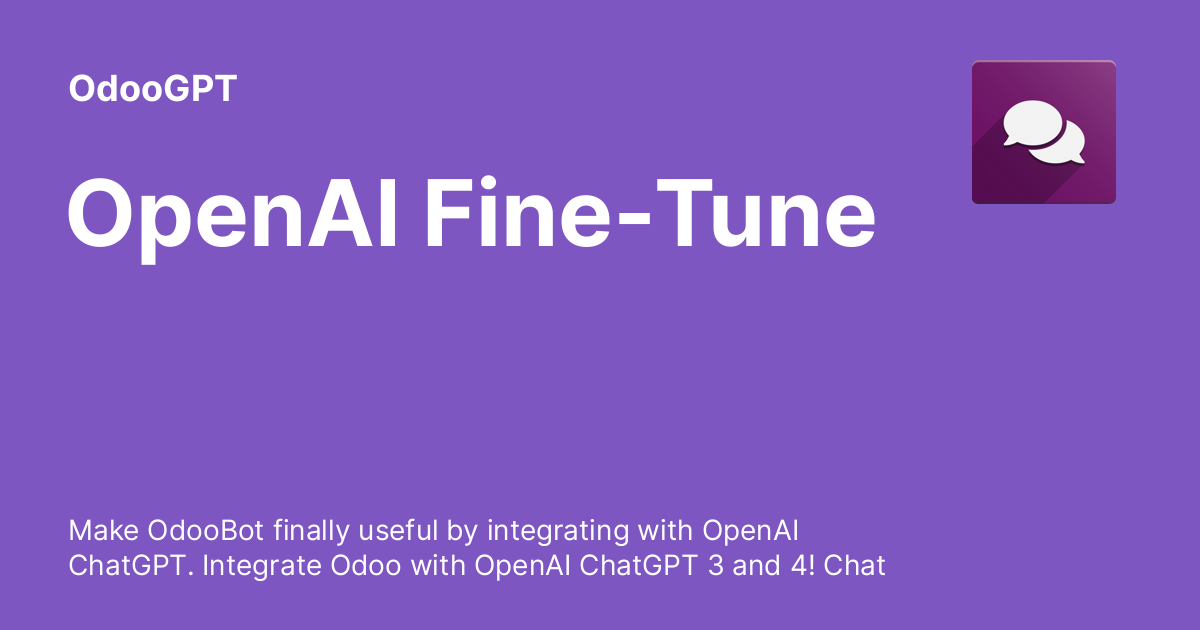 OdooGPT
OpenAI Fine-Tune
Make OdooBot finally useful by integrating with OpenAI
ChatGPT. Integrate Odoo with OpenAI ChatGPT 3 and 4! Chat